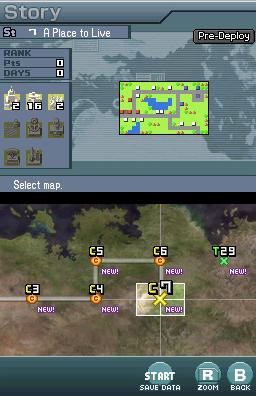 Story
St 7 A Place to Live
Pre-Deploy
RANK
Pts 0
DAYS 0
2 16 2
Select map.
C5 C6 T29
NEW! NEW! NEW!
C3 C4 C7
NEW! NEW! NEW!
START R B
SAVE DATA ZOOM BACK